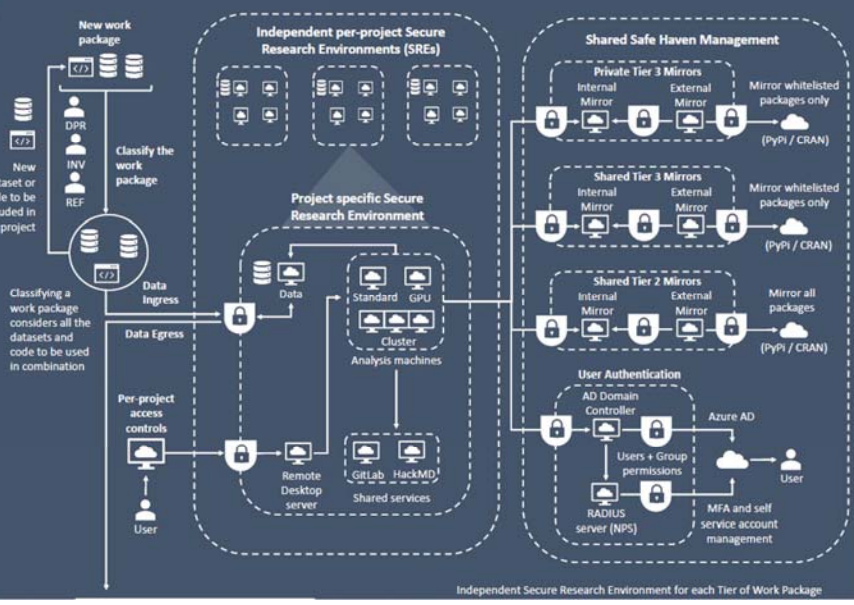 New work
package
DPR
INV
REF
Classify the
work
package
New
taset or
le to be
uded in
project
Classifying a
work package
considers all the
datasets and
code to be used
in combination
Data
Ingress
Data Egress
Per-project
access
controls
User
Independent per-project Secure
Research Environments (SREs)
Project specific Secure
Research Environment
Data
Standard
GPU
Cluster
Analysis machines
Remote
Desktop
server
GitLab
HackMD
Shared services
Shared Safe Haven Management
Private Tier 3 Mirrors
Internal
Mirror
External
Mirror
Mirror whitelisted
packages only
(PyPi / CRAN)
Shared Tier 3 Mirrors
Internal
Mirror
External
Mirror
Mirror whitelisted
packages only
(PyPi / CRAN)
Shared Tier 2 Mirrors
Internal
Mirror
External
Mirror
Mirror all
packages
(PyPi / CRAN)
User Authentication
AD Domain
Controller
Azure AD
Users + Group
permissions
User
RADIUS
server (NPS)
MFA and self
service account
management
Independent Secure Research Environment for each Tier of Work Package